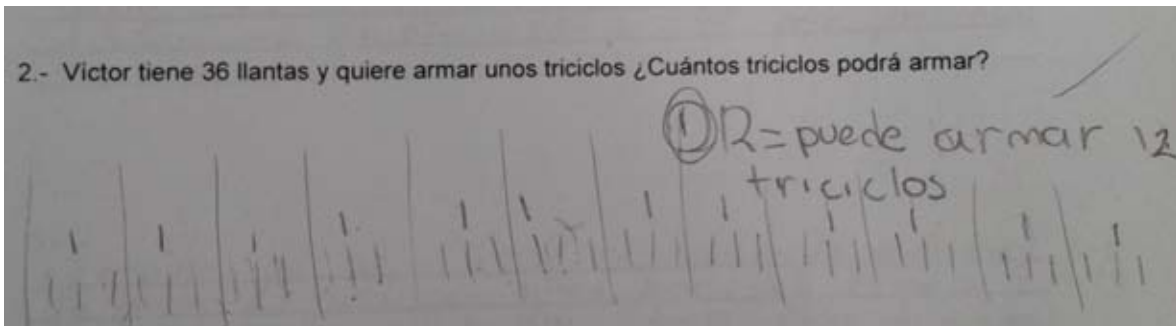 2.- Victor tiene 36 llantas y quiere armar unos triciclos ¿Cuántos triciclos podrá armar?
① R=puede armar 12
triciclos